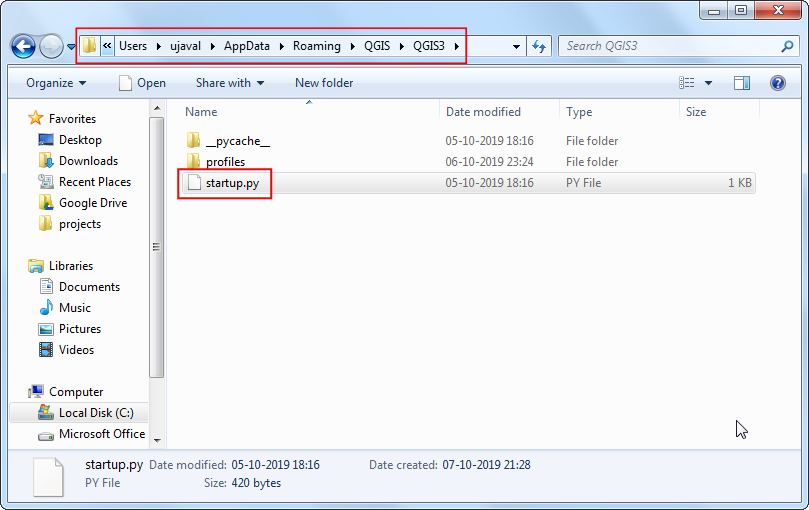 « Users ▸ ujaval ▸ AppData ▸ Roaming ▸ QGIS ▸ QGIS3 ▸
Search QGIS3
Organize Open Share with New folder
Name Date modified Type Size
__pycache__ 05-10-2019 18:16 File folder
profiles 06-10-2019 23:24 File folder
startup.py 05-10-2019 18:16 PY File 1 KB
Favorites
Desktop
Downloads
Recent Places
Google Drive
projects
Libraries
Documents
Music
Pictures
Videos
Computer
Local Disk (C:)
Microsoft Office
startup.py Date modified: 05-10-2019 18:16 Date created: 07-10-2019 21:28
PY File Size: 420 bytes